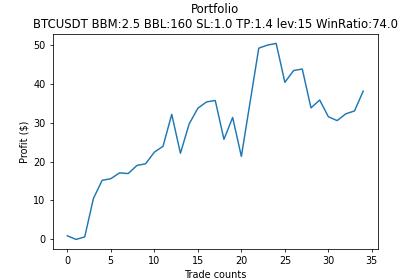 Portfolio
BTCUSDT BBM:2.5 BBL:160 SL:1.0 TP:1.4 lev:15 WinRatio:74.0
Profit ($)
50
40
30
20
10
0
0 5 10 15 20 25 30 35
Trade counts